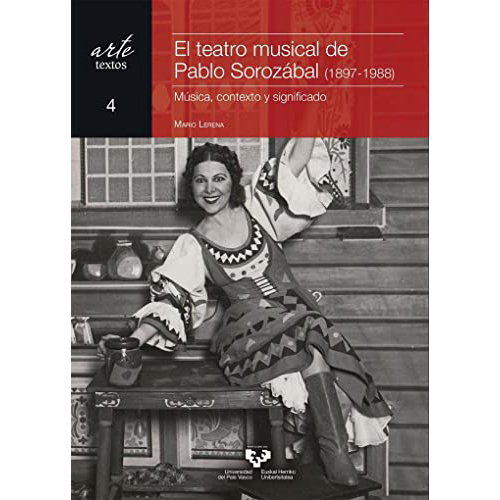 arte
textos
4
El teatro musical de
Pablo Sorozábal (1897-1988)
Música, contexto y significado
Mario Lerena
Universidad Euskal Herriko
del País Vasco Unibertsitatea